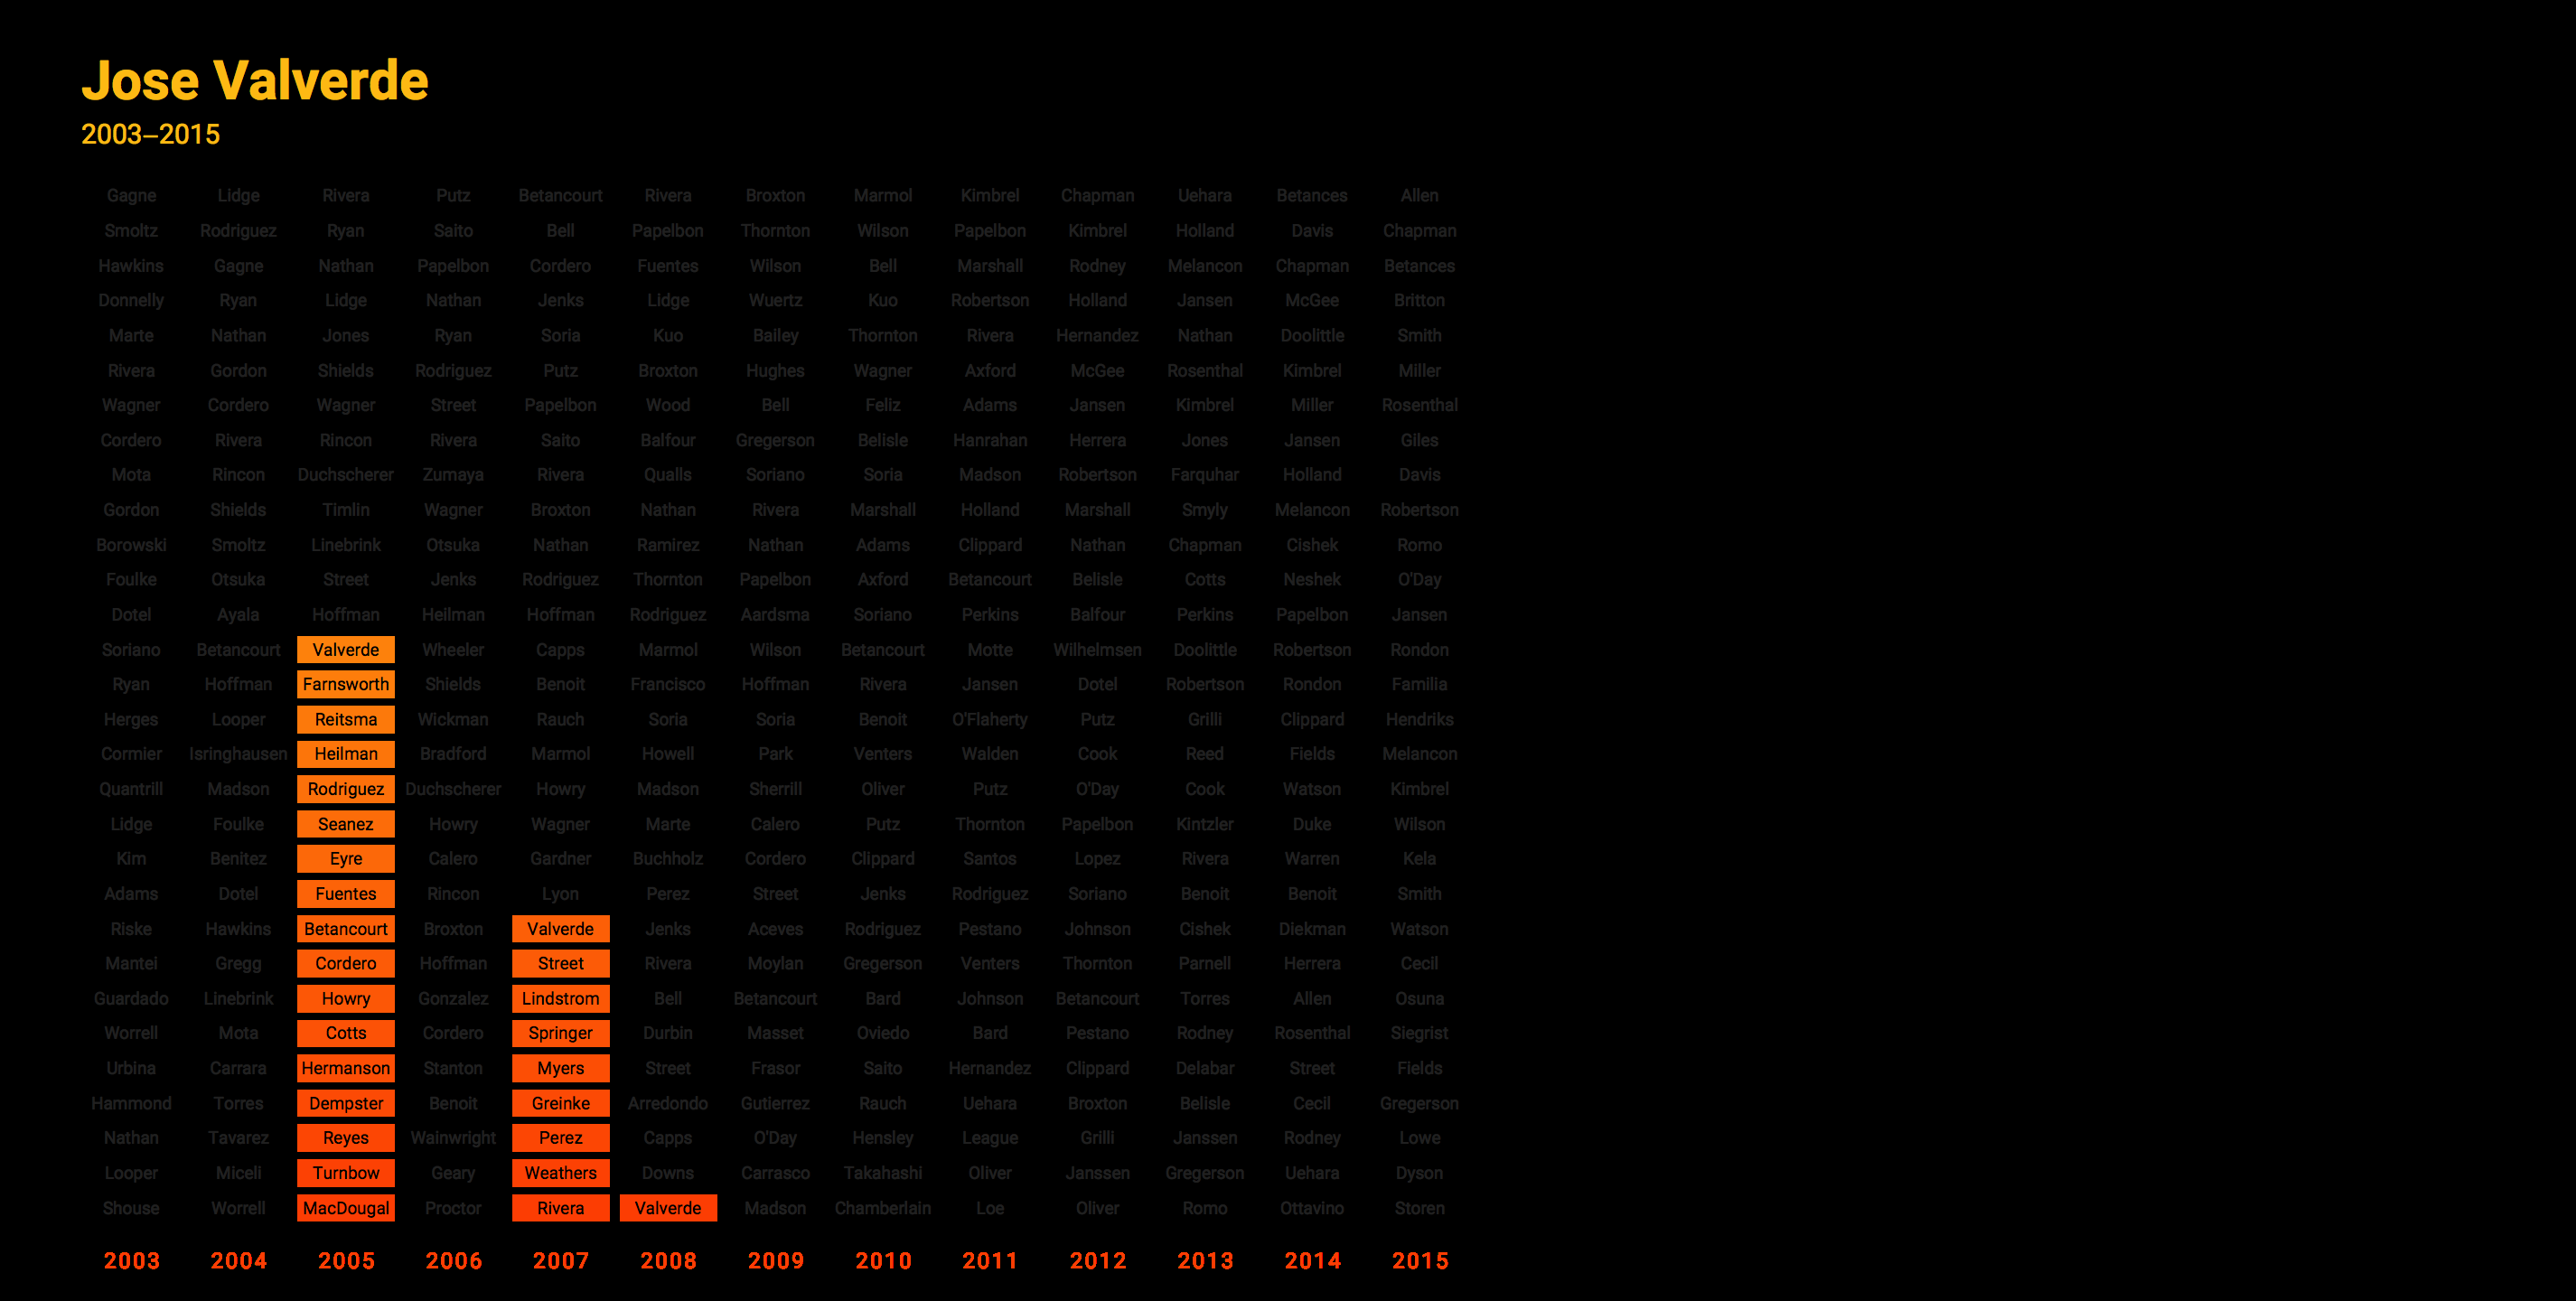 Jose Valverde
2003–2015
Gagne Lidge Rivera Putz Betancourt Rivera Broxton Marmol Kimbrel Chapman Uehara Betances Allen
Smoltz Rodriguez Ryan Saito Bell Papelbon Thornton Wilson Papelbon Kimbrel Holland Davis Chapman
Hawkins Gagne Nathan Papelbon Cordero Fuentes Wilson Bell Marshall Rodney Melancon Chapman Betances
Donnelly Ryan Lidge Nathan Jenks Lidge Wuertz Kuo Robertson Holland Jansen McGee Britton
Marte Nathan Jones Ryan Soria Kuo Bailey Thornton Rivera Hernandez Nathan Doolittle Smith
Rivera Gordon Shields Rodriguez Putz Broxton Hughes Wagner Axford McGee Rosenthal Kimbrel Miller
Wagner Cordero Wagner Street Papelbon Wood Bell Feliz Adams Jansen Kimbrel Miller Rosenthal
Cordero Rivera Rincon Rivera Saito Balfour Gregerson Belisle Hanrahan Herrera Jones Jansen Giles
Mota Rincon Duchscherer Zumaya Rivera Qualls Soriano Soria Madson Robertson Farquhar Holland Davis
Gordon Shields Timlin Wagner Broxton Nathan Rivera Marshall Holland Marshall Smyly Melancon Robertson
Borowski Smoltz Linebrink Otsuka Nathan Ramirez Nathan Adams Clippard Nathan Chapman Cishek Romo
Foulke Otsuka Street Jenks Rodriguez Thornton Papelbon Axford Betancourt Belisle Cotts Neshek O'Day
Dotel Ayala Hoffman Heilman Hoffman Rodriguez Aardsma Soriano Perkins Balfour Perkins Papelbon Jansen
Soriano Betancourt Valverde Wheeler Capps Marmol Wilson Betancourt Motte Wilhelmsen Doolittle Robertson Rondon
Ryan Hoffman Farnsworth Shields Benoit Francisco Hoffman Rivera Jansen Dotel Robertson Rondon Familia
Herges Looper Reitsma Wickman Rauch Soria Soria Benoit O'Flaherty Putz Grilli Clippard Hendriks
Cormier Isringhausen Heilman Bradford Marmol Howell Park Venters Walden Cook Reed Fields Melancon
Quantrill Madson Rodriguez Duchscherer Howry Madson Sherrill Oliver Putz O'Day Cook Watson Kimbrel
Lidge Foulke Seanez Howry Wagner Marte Calero Putz Thornton Papelbon Kintzler Duke Wilson
Kim Benitez Eyre Calero Gardner Buchholz Cordero Clippard Santos Lopez Rivera Warren Kela
Adams Dotel Fuentes Rincon Lyon Perez Street Jenks Rodriguez Soriano Benoit Benoit Smith
Riske Hawkins Betancourt Broxton Valverde Jenks Aceves Rodriguez Pestano Johnson Cishek Diekman Watson
Mantei Gregg Cordero Hoffman Street Rivera Moylan Gregerson Venters Thornton Parnell Herrera Cecil
Guardado Linebrink Howry Gonzalez Lindstrom Bell Betancourt Bard Johnson Betancourt Torres Allen Osuna
Worrell Mota Cotts Cordero Springer Durbin Masset Oviedo Bard Pestano Rodney Rosenthal Siegrist
Urbina Carrara Hermanson Stanton Myers Street Frasor Saito Hernandez Clippard Delabar Street Fields
Hammond Torres Dempster Benoit Greinke Arredondo Gutierrez Rauch Uehara Broxton Belisle Cecil Gregerson
Nathan Tavarez Reyes Wainwright Perez Capps O'Day Hensley League Grilli Janssen Rodney Lowe
Looper Miceli Turnbow Geary Weathers Downs Carrasco Takahashi Oliver Janssen Gregerson Uehara Dyson
Shouse Worrell MacDougal Proctor Rivera Valverde Madson Chamberlain Loe Oliver Romo Ottavino Storen
2003 2004 2005 2006 2007 2008 2009 2010 2011 2012 2013 2014 2015